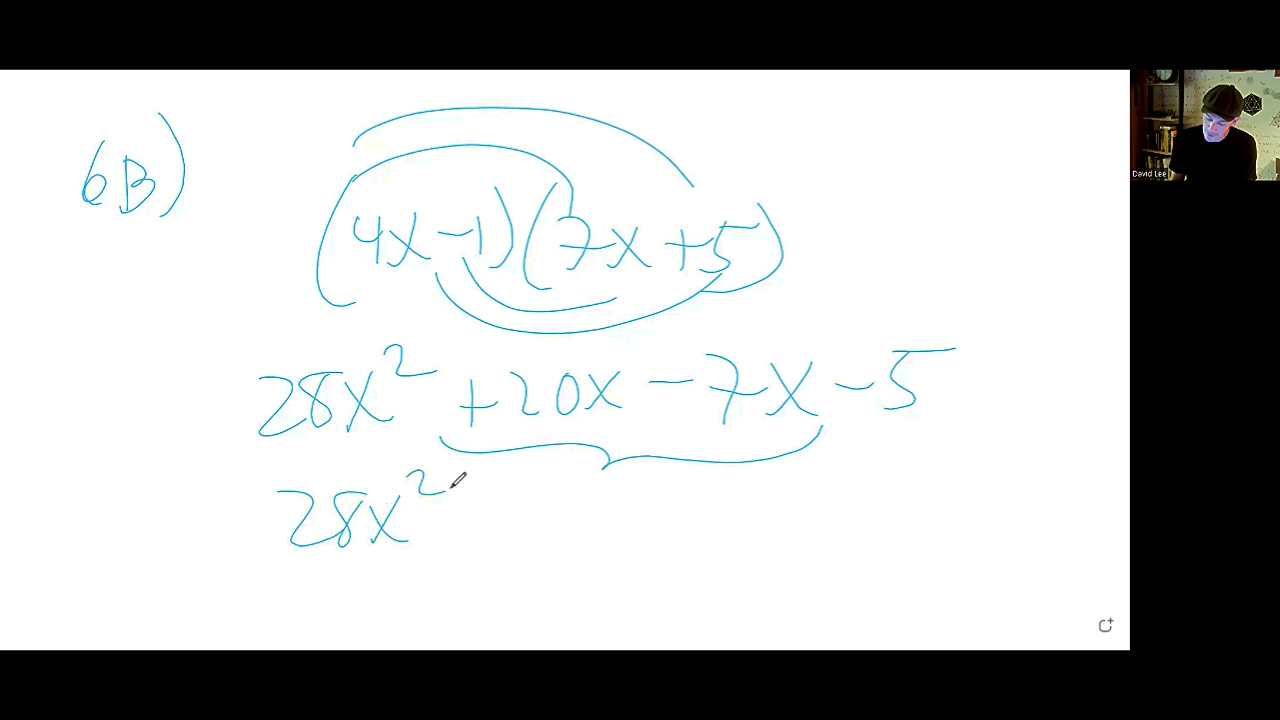 6B)
(4x - 1)(7x + 5)
28x² + 20x - 7x - 5
28x²
David Lee